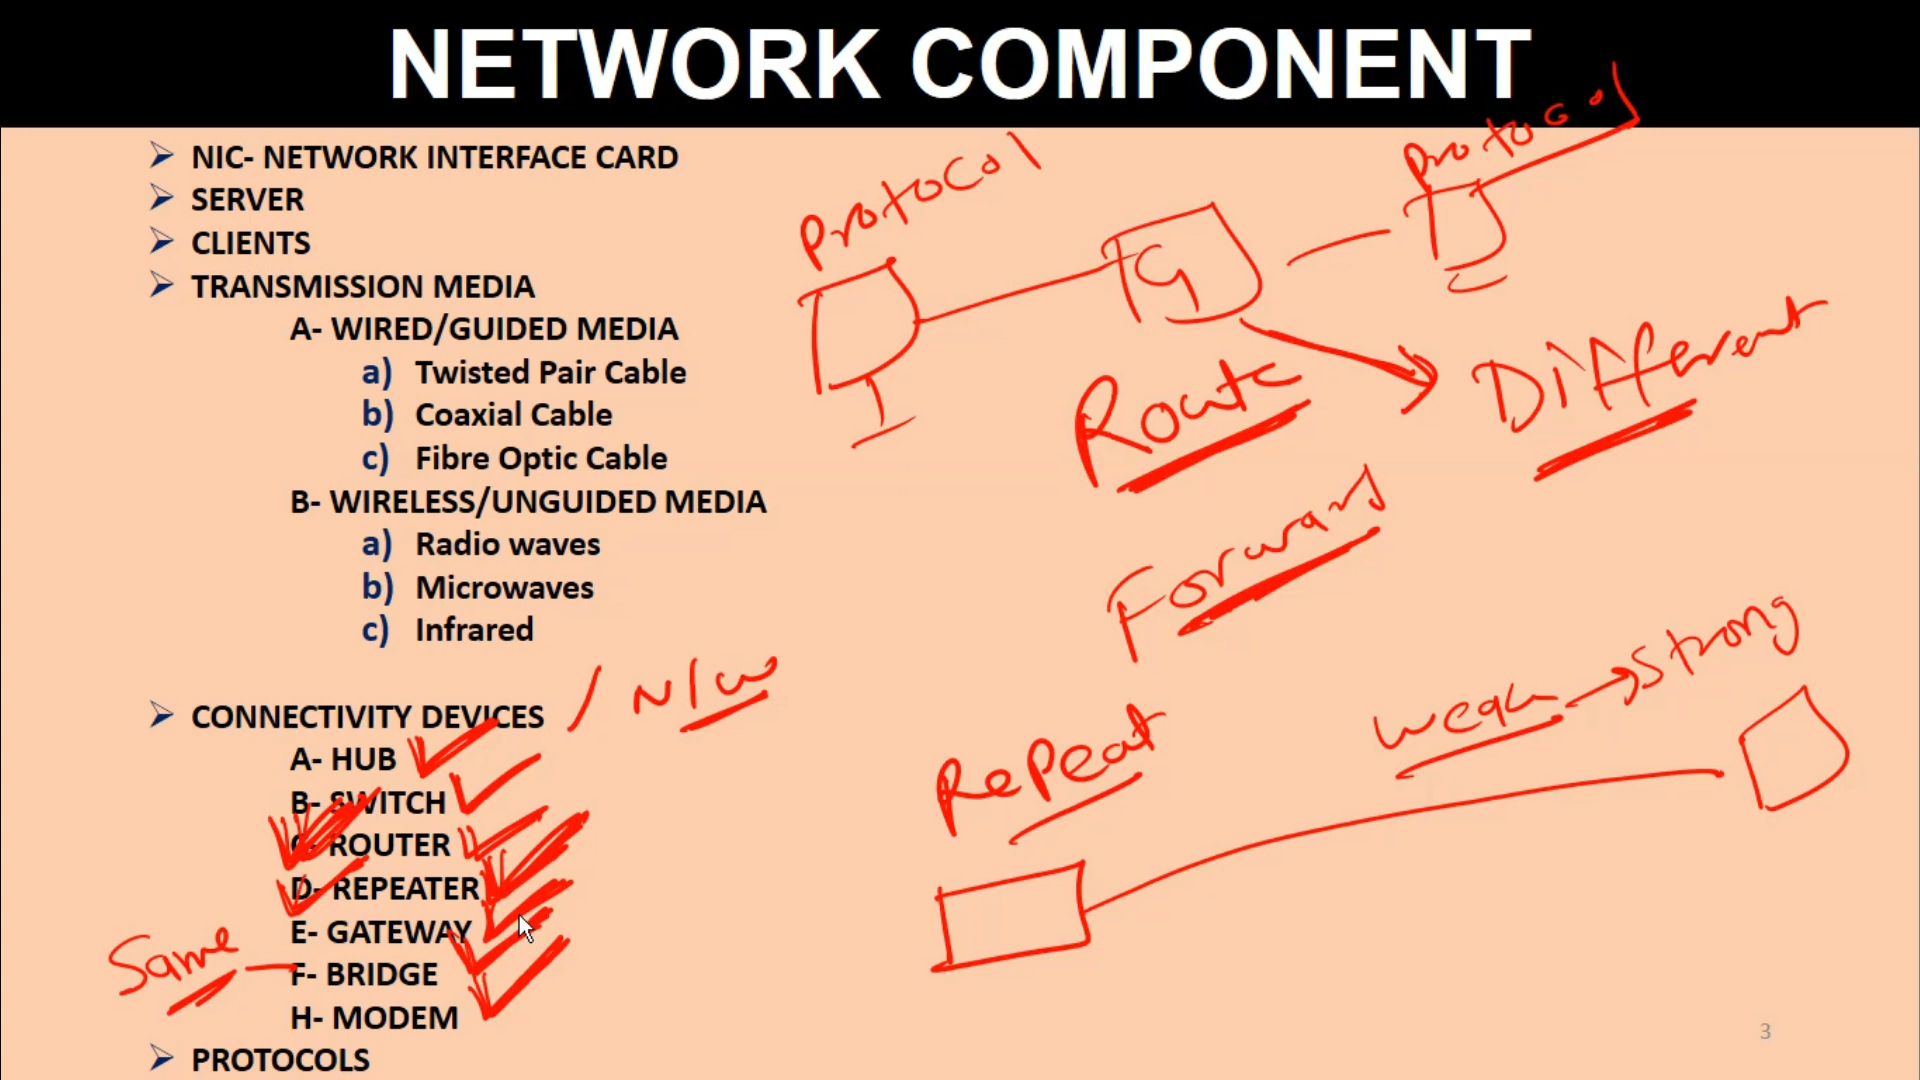 NETWORK COMPONENT
➢ NIC- NETWORK INTERFACE CARD
➢ SERVER
➢ CLIENTS
➢ TRANSMISSION MEDIA
A- WIRED/GUIDED MEDIA
a) Twisted Pair Cable
b) Coaxial Cable
c) Fibre Optic Cable
B- WIRELESS/UNGUIDED MEDIA
a) Radio waves
b) Microwaves
c) Infrared
➢ CONNECTIVITY DEVICES / N/W
A- HUB
B- SWITCH
C- ROUTER
D- REPEATER
E- GATEWAY
Same
F- BRIDGE
H- MODEM
➢ PROTOCOLS
Protocol
Protocol
G
Route
Different
Forward
Repeat
weak
strong
3